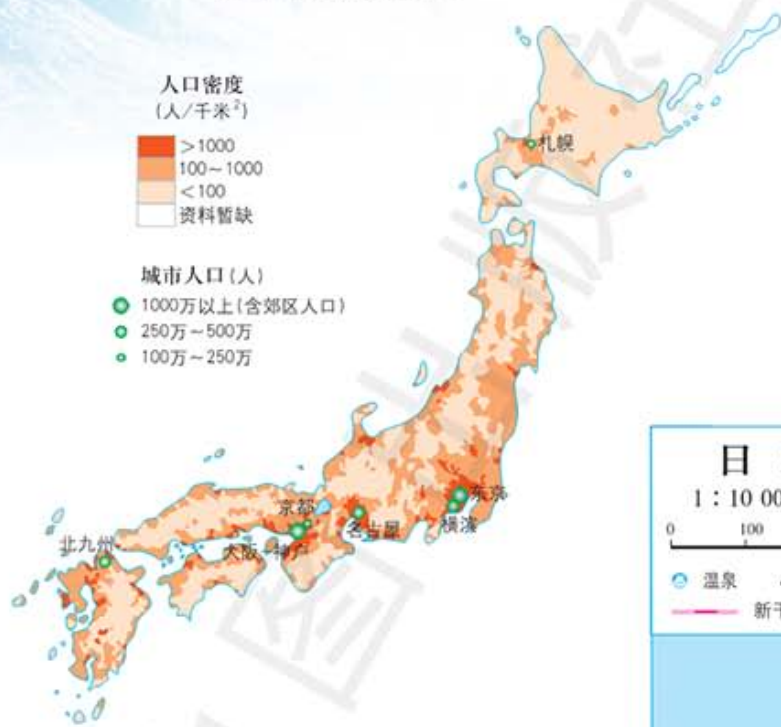 人口密度
(人/千米²)
>1000
100~1000
<100
资料暂缺
城市人口(人)
1000万以上(含郊区人口)
250万~500万
100万~250万
札幌
东京
横滨
名古屋
京都
大阪-神户
北九州
日
1:10 00
0 100
温泉
新干